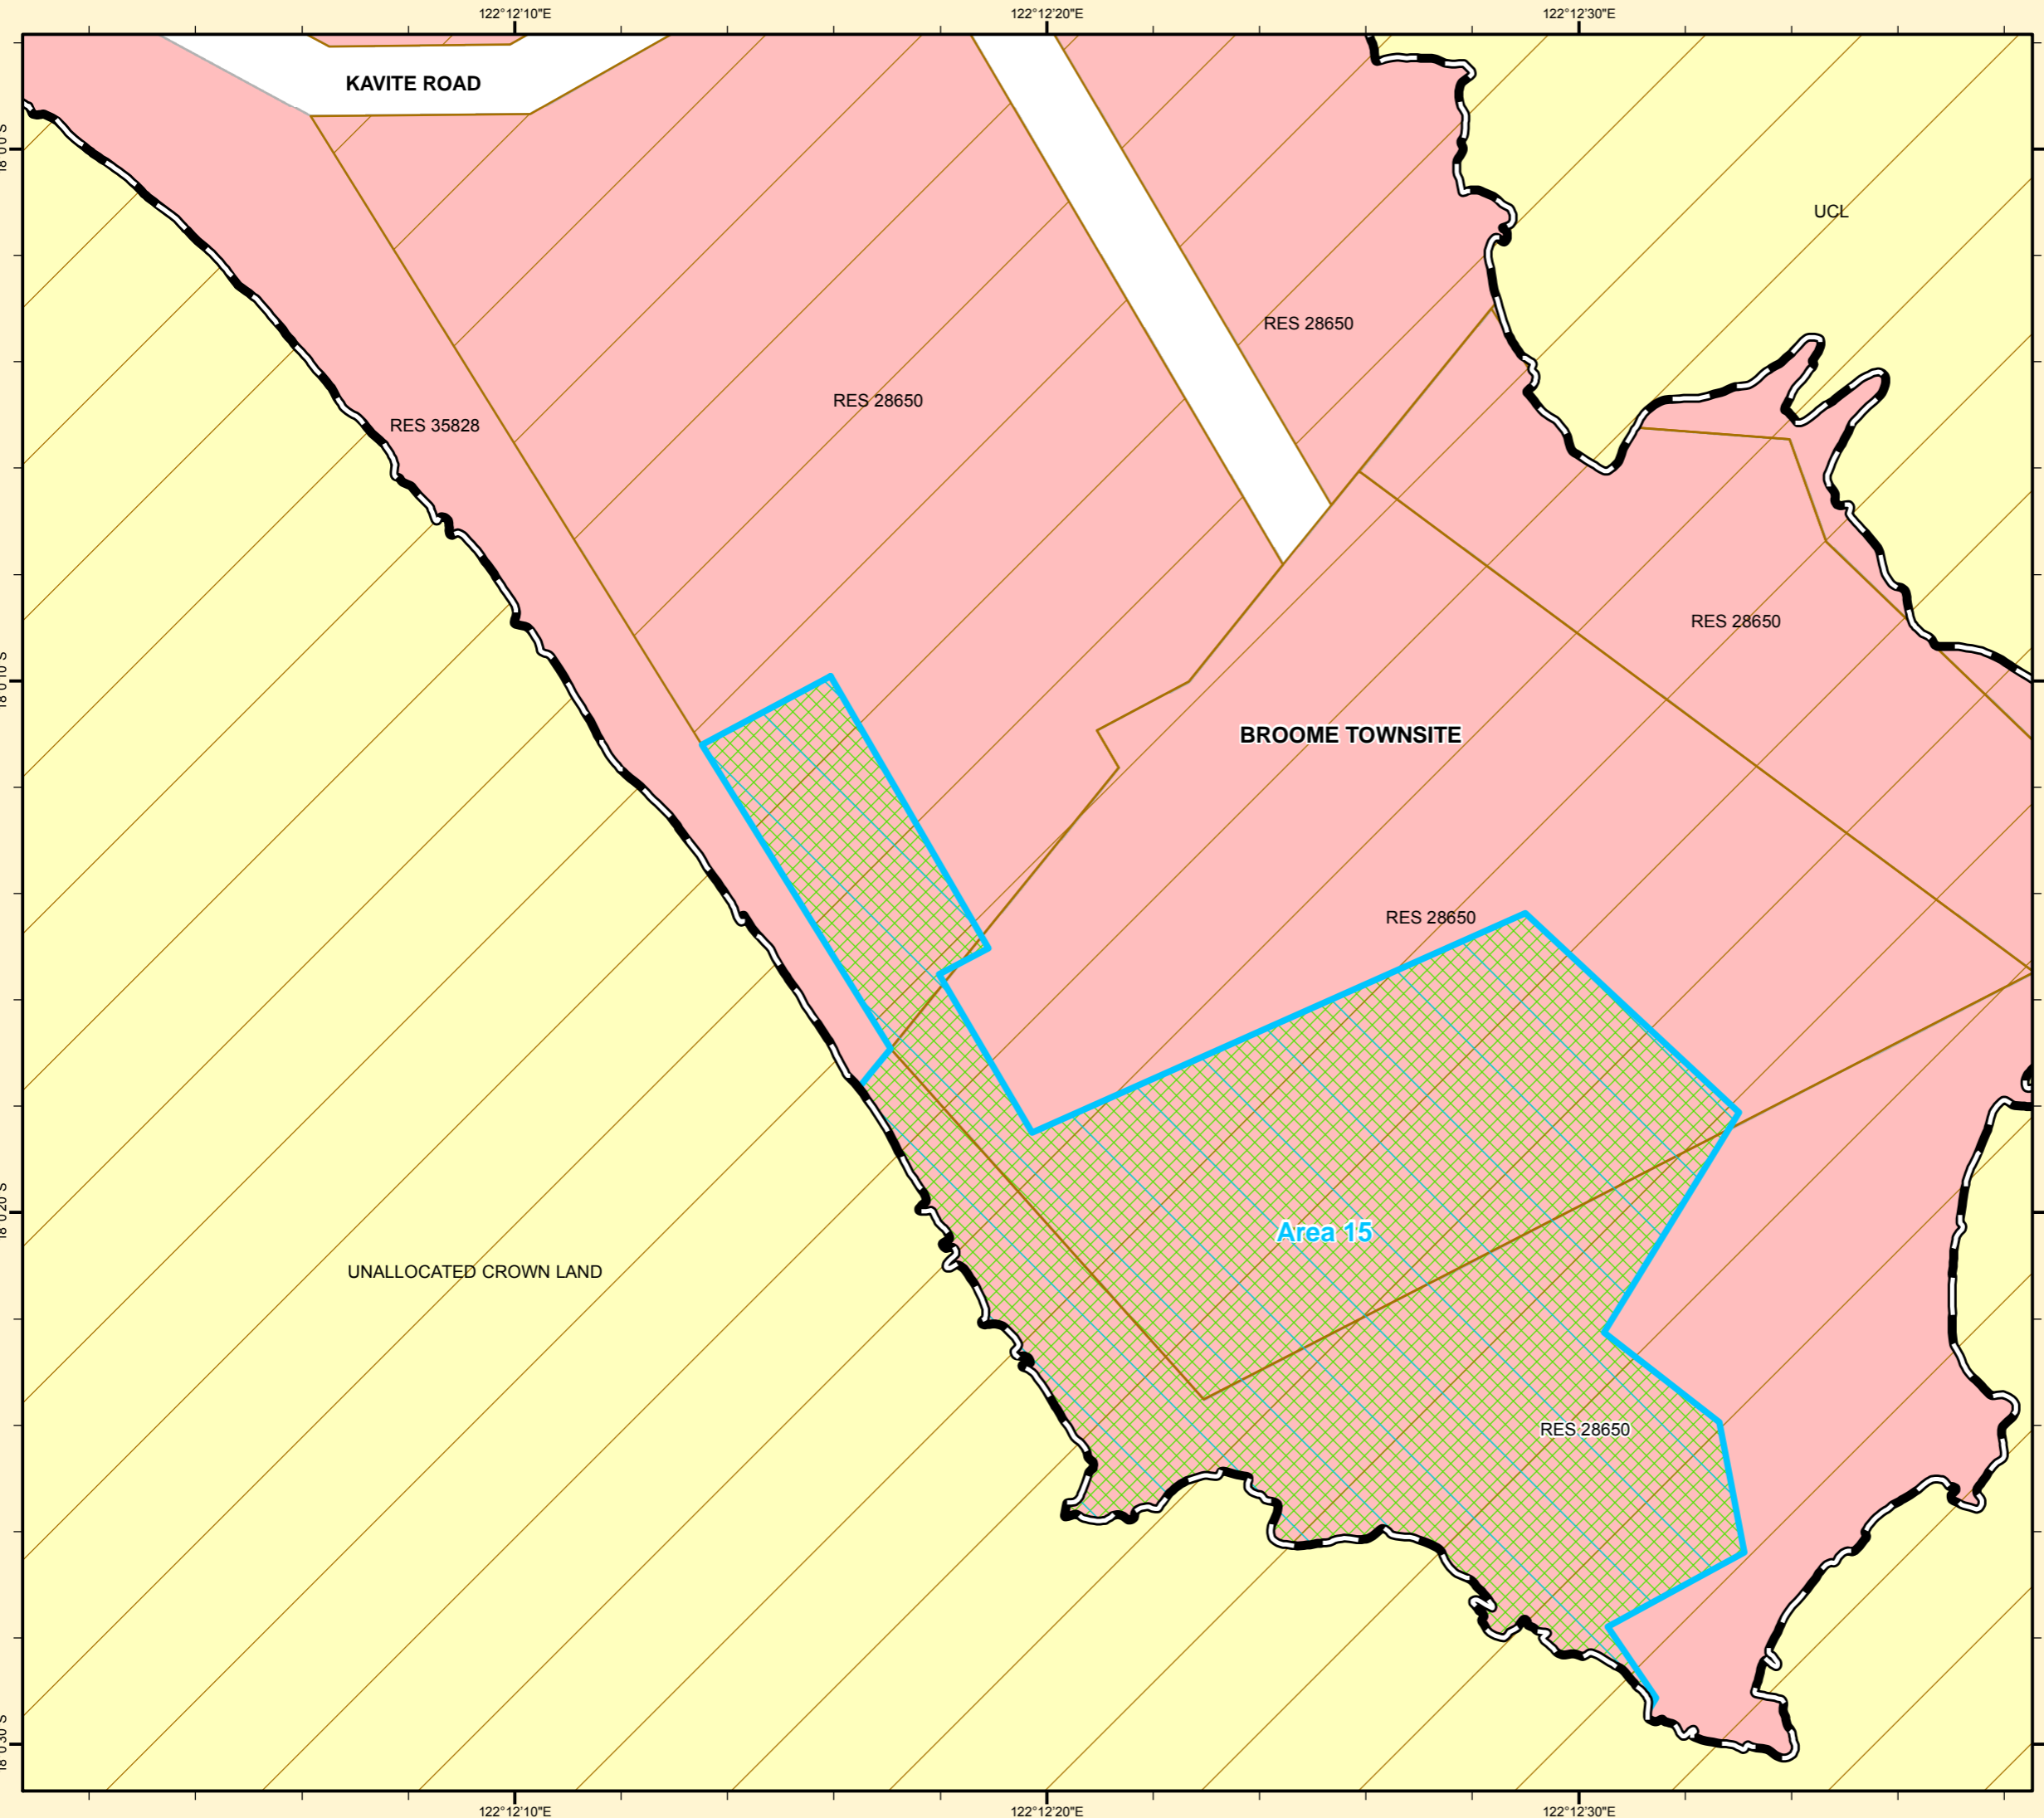 122°12'10"E
122°12'20"E
122°12'30"E
KAVITE ROAD
UCL
RES 28650
RES 28650
RES 35828
RES 28650
BROOME TOWNSITE
RES 28650
Area 15
UNALLOCATED CROWN LAND
RES 28650
122°12'10"E
122°12'20"E
122°12'30"E